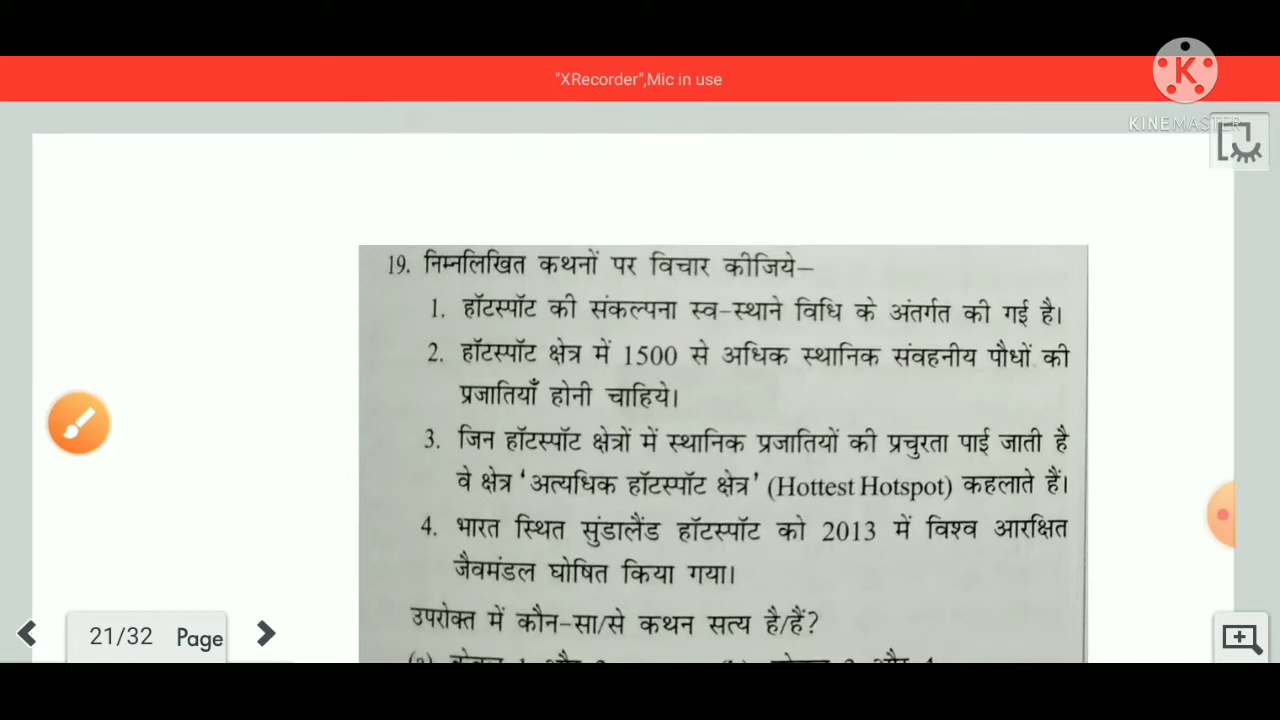 "XRecorder",Mic in use
KINEMASTER
19. निम्नलिखित कथनों पर विचार कीजिये–
1. हॉटस्पॉट की संकल्पना स्व-स्थाने विधि के अंतर्गत की गई है।
2. हॉटस्पॉट क्षेत्र में 1500 से अधिक स्थानिक संवहनीय पौधों की
प्रजातियाँ होनी चाहिये।
3. जिन हॉटस्पॉट क्षेत्रों में स्थानिक प्रजातियों की प्रचुरता पाई जाती है
वे क्षेत्र ‘अत्यधिक हॉटस्पॉट क्षेत्र’ (Hottest Hotspot) कहलाते हैं।
4. भारत स्थित सुंडालैंड हॉटस्पॉट को 2013 में विश्व आरक्षित
जैवमंडल घोषित किया गया।
उपरोक्त में कौन-सा/से कथन सत्य है/हैं?
21/32 Page